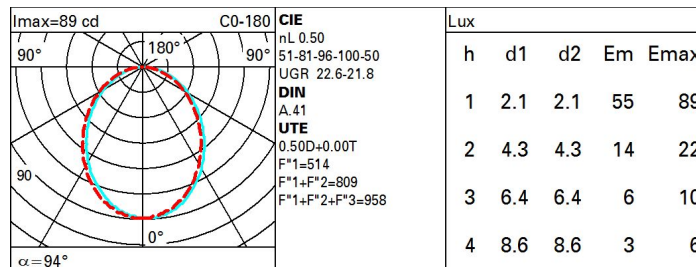 Imax=89 cd C0-180
90° 180° 90°
90
0°
α=94°
CIE
nL 0.50
51-81-96-100-50
UGR 22.6-21.8
DIN
A.41
UTE
0.50D+0.00T
F"1=514
F"1+F"2=809
F"1+F"2+F"3=958
Lux
h d1 d2 Em Emax
1 2.1 2.1 55 89
2 4.3 4.3 14 22
3 6.4 6.4 6 10
4 8.6 8.6 3 6